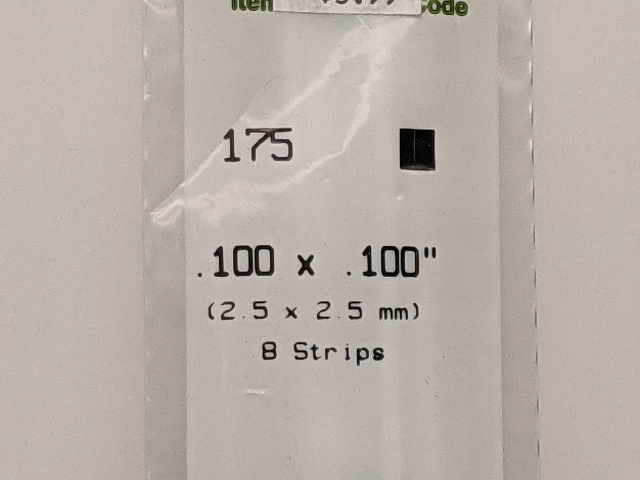 175
.100 x .100"
(2.5 x 2.5 mm)
8 Strips